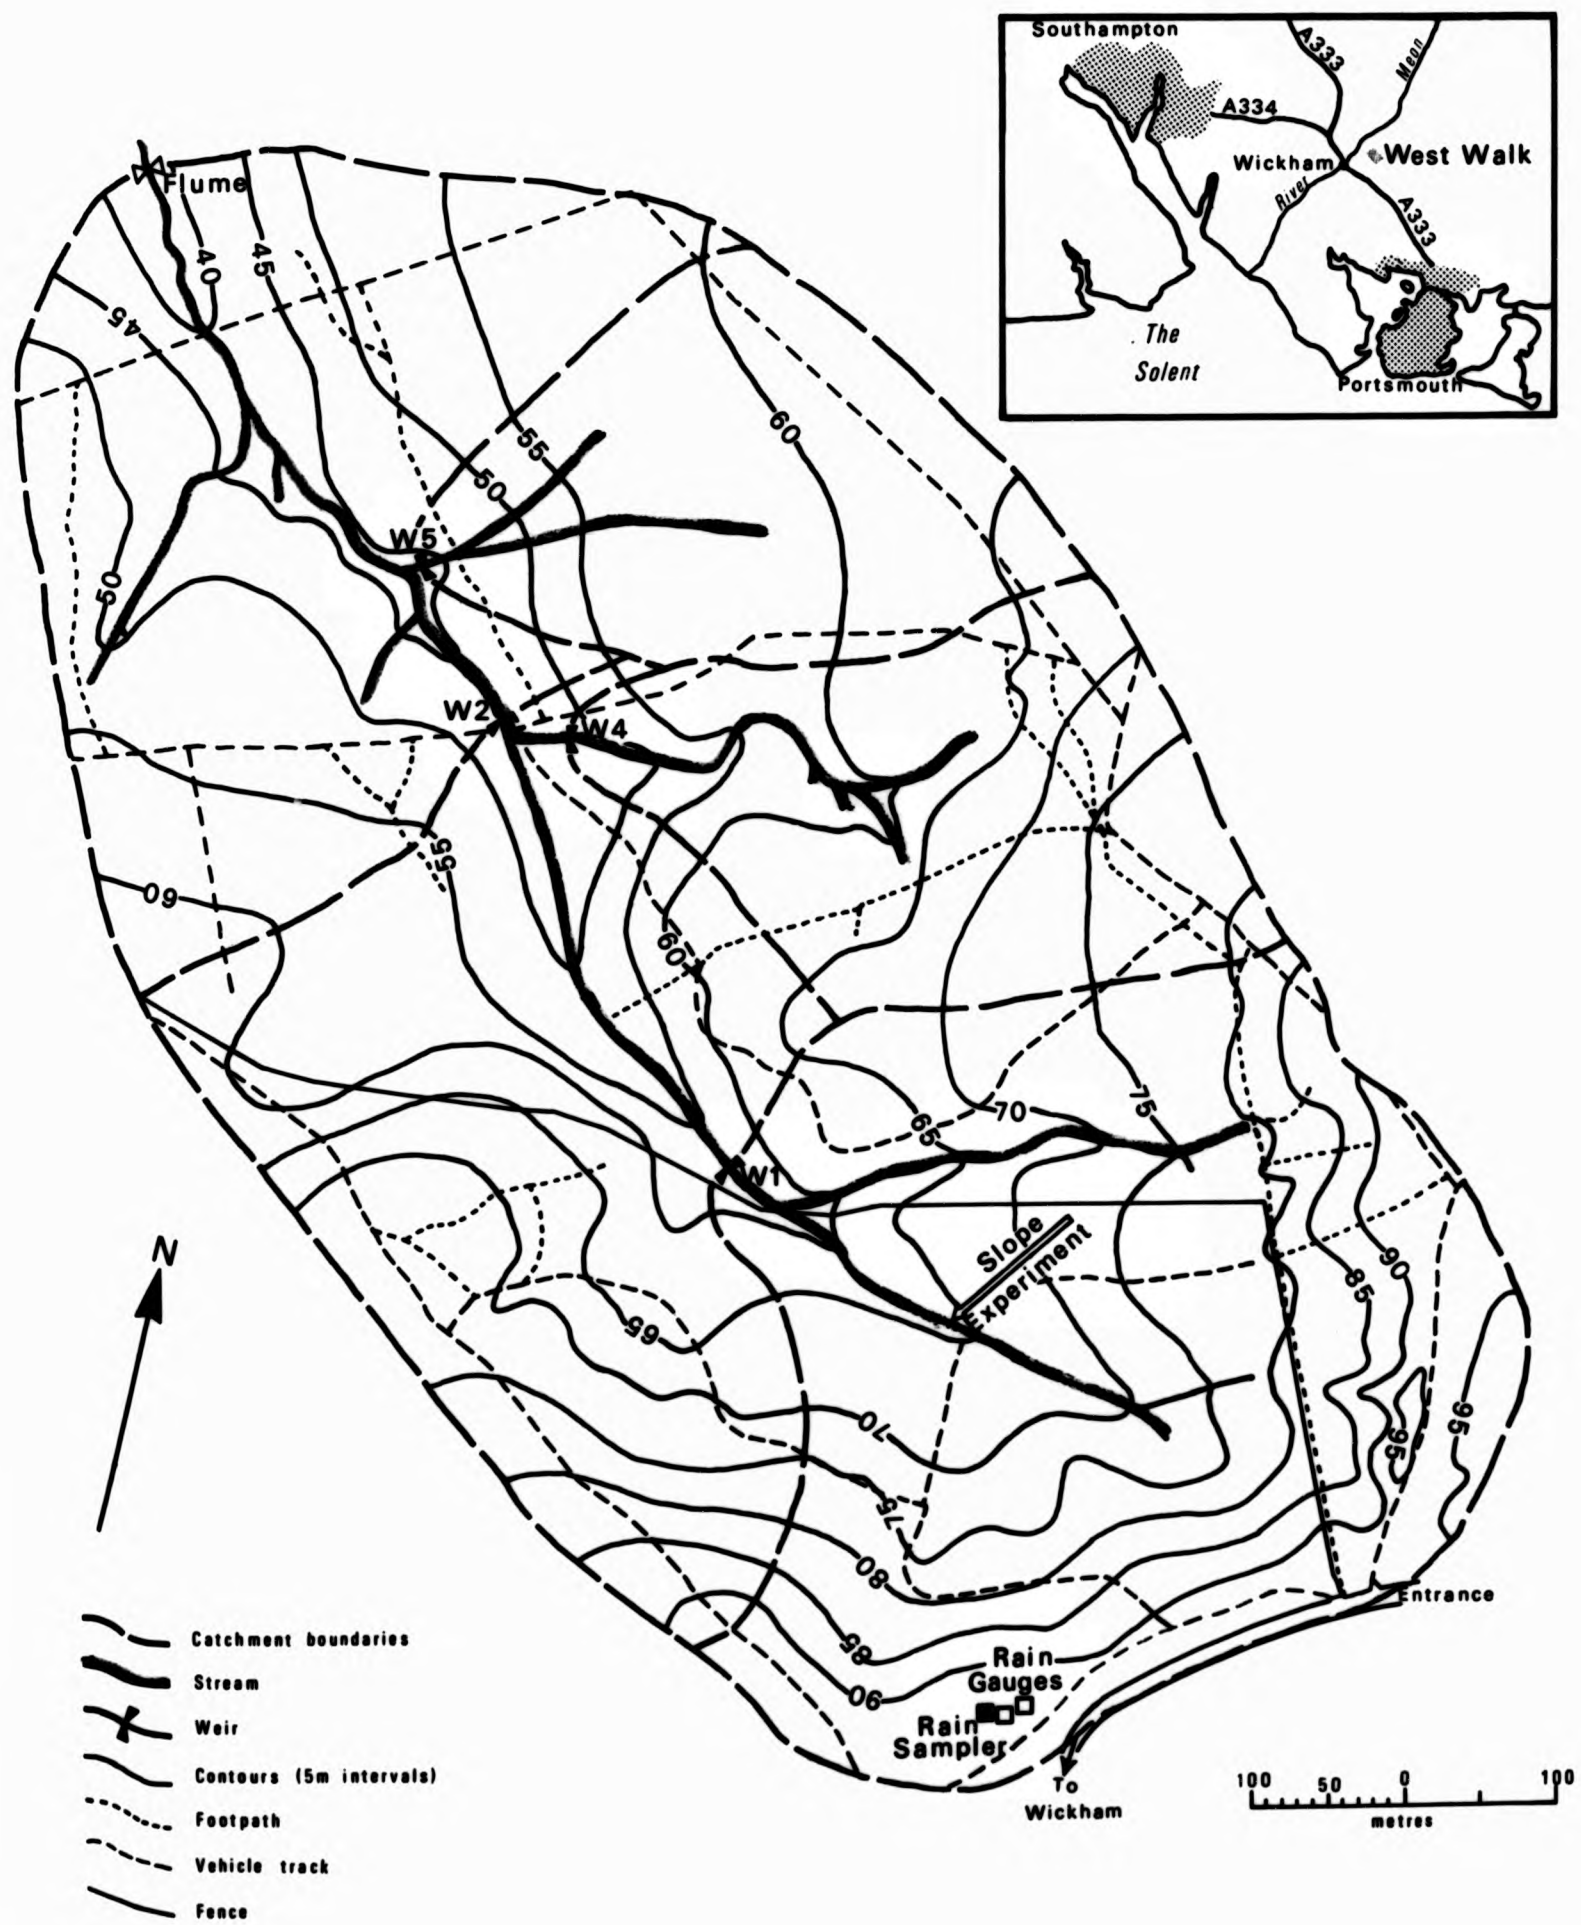 Southampton
A333
Meon
A334
Wickham
West Walk
River
A333
The
Solent
Portsmouth
Flume
40
45
45
60
55
50
W5
50
W2
W4
55
60
60
75
70
65
W1
Slope
Experiment
N
90
85
65
95
95
70
75
80
Entrance
85
90
Rain
Gauges
Rain
Sampler
To
Wickham
100 50 0 100
metres
Catchment boundaries
Stream
Weir
Contours (5m intervals)
Footpath
Vehicle track
Fence